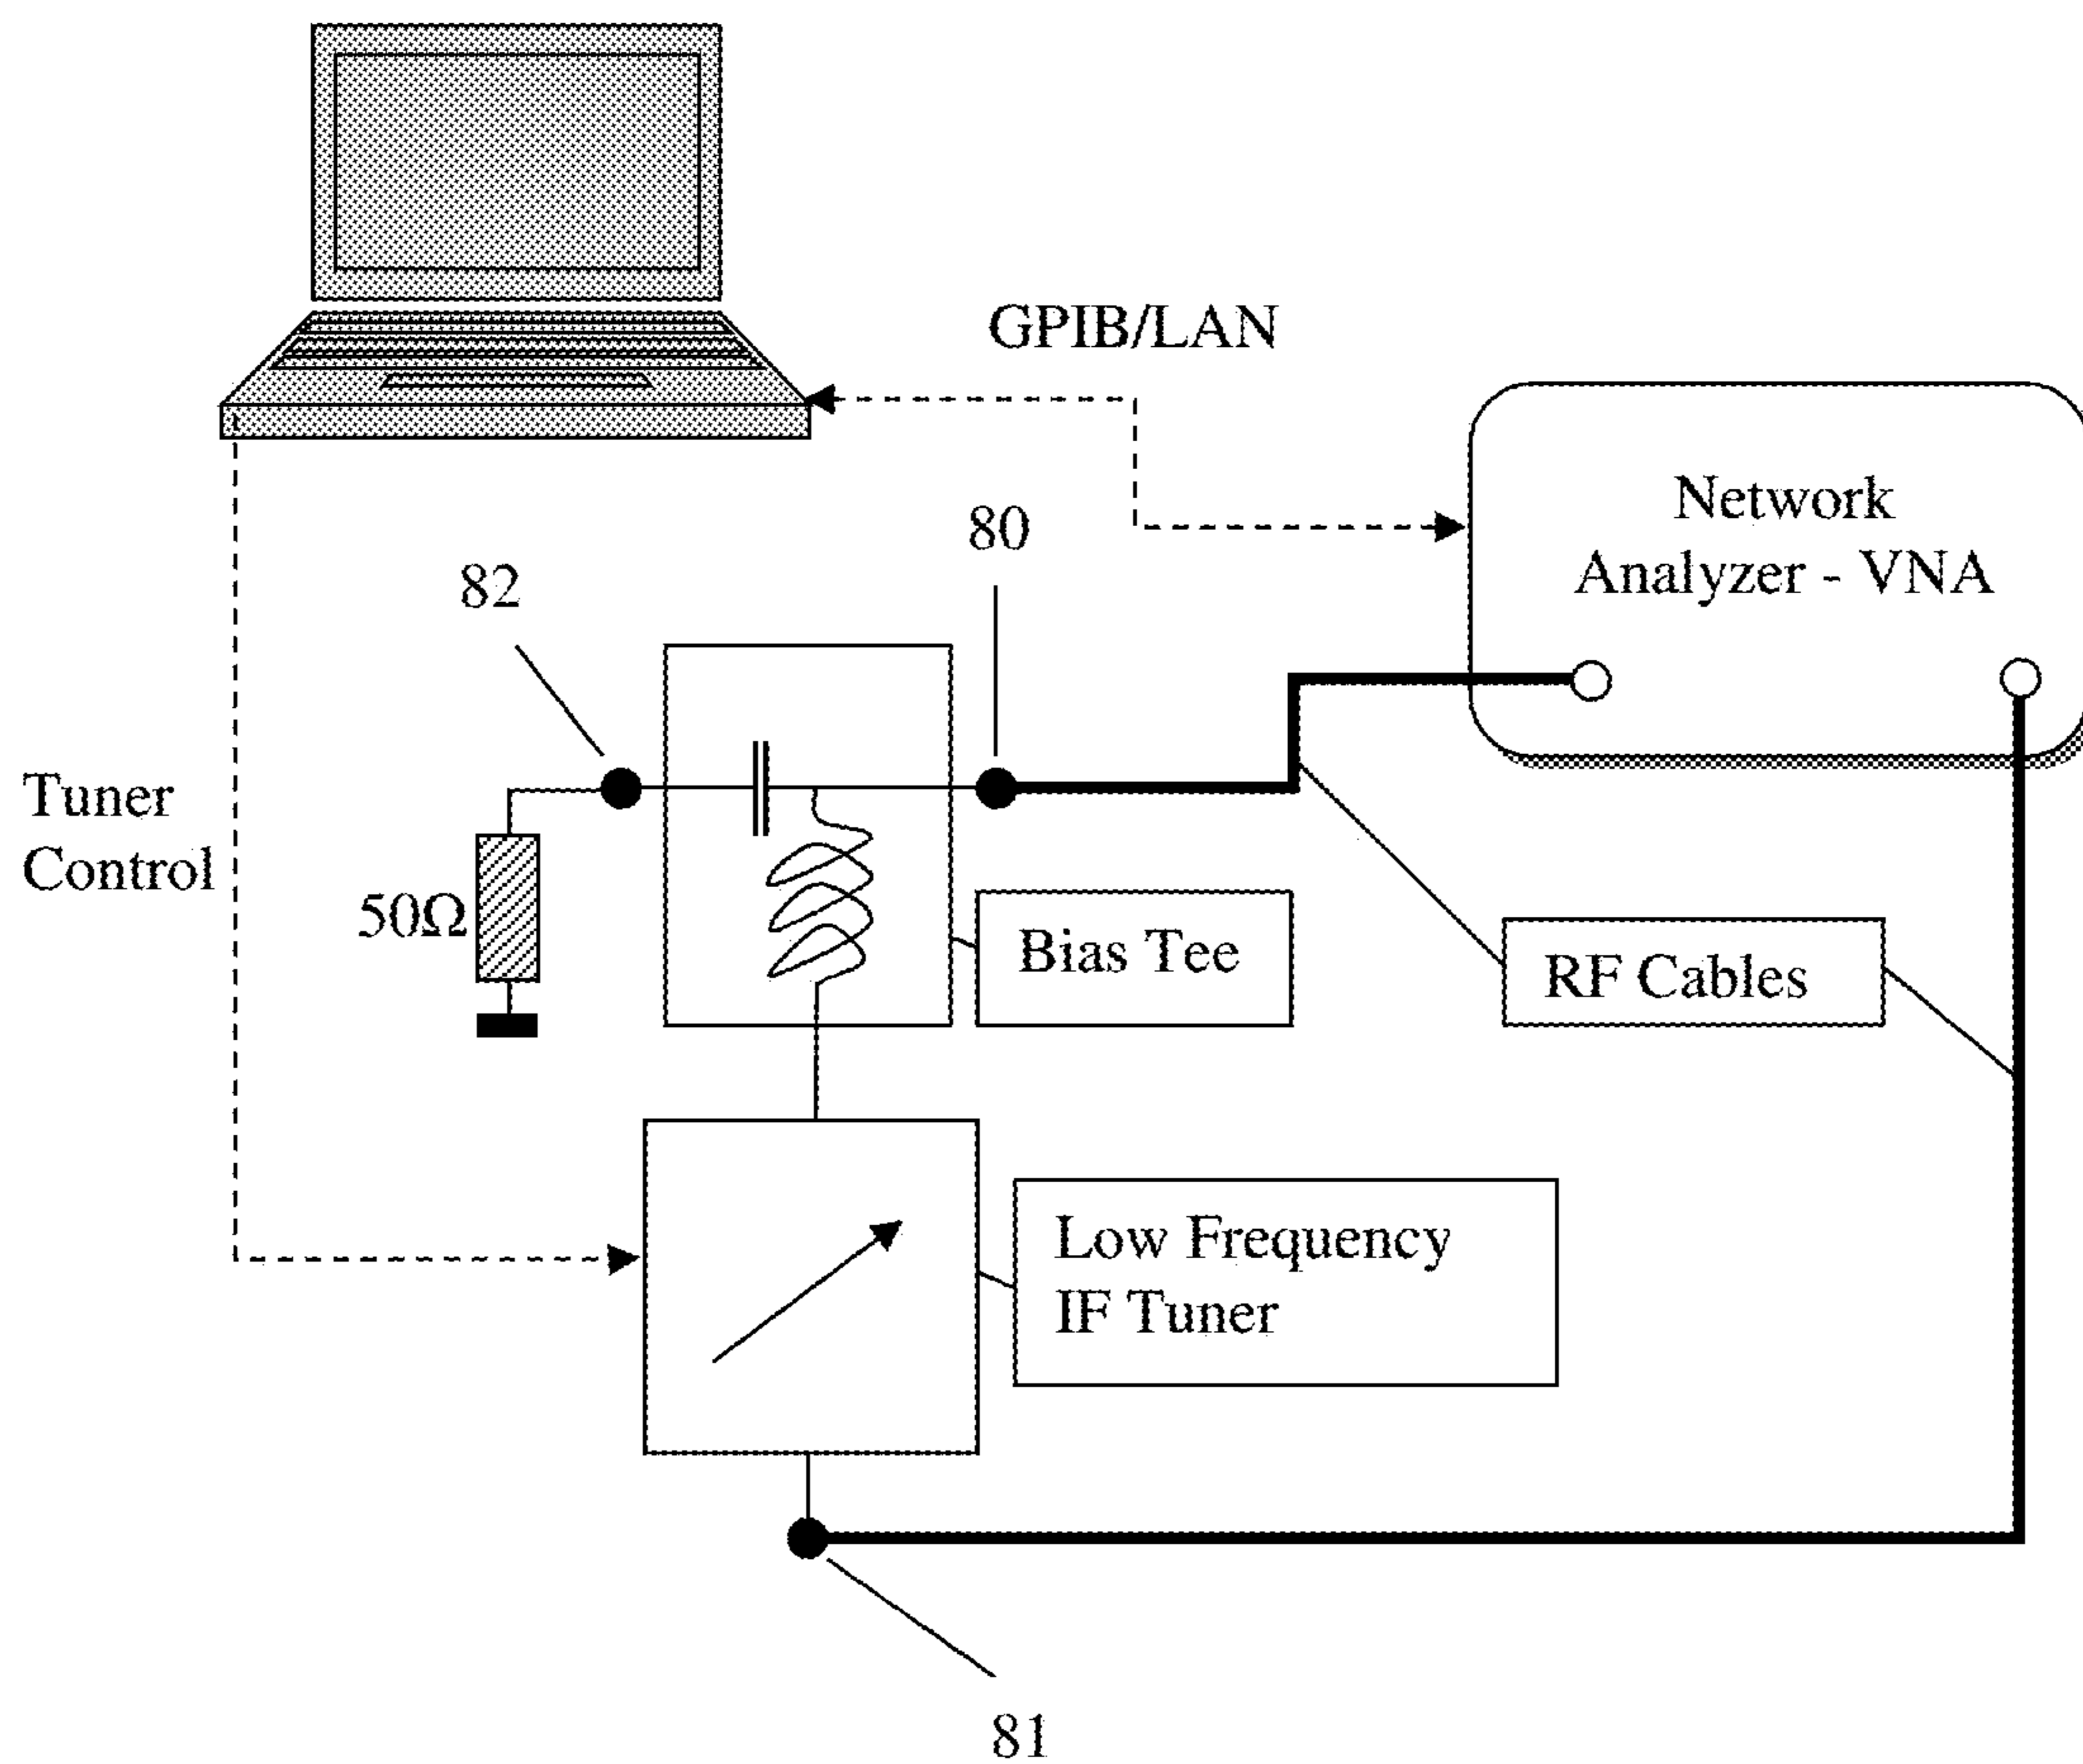 GPIB/LAN
Network
Analyzer - VNA
80
82
Tuner
Control
50Ω
Bias Tee
RF Cables
Low Frequency
IF Tuner
81